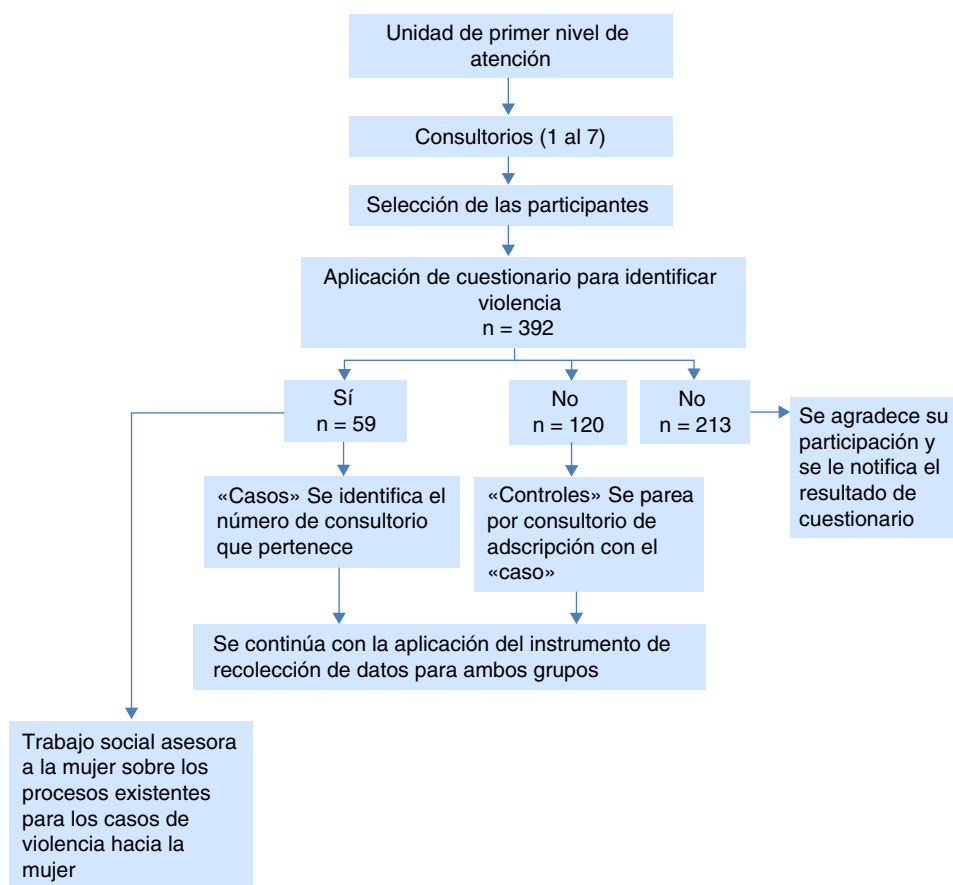 Unidad de primer nivel de
atención
Consultorios (1 al 7)
Selección de las participantes
Aplicación de cuestionario para identificar
violencia
n = 392
Sí
n = 59
No
n = 120
No
n = 213
Se agradece su
participación y
se le notifica el
resultado de
cuestionario
«Casos» Se identifica el
número de consultorio
que pertenece
«Controles» Se parea
por consultorio de
adscripción con el
«caso»
Se continúa con la aplicación del instrumento de
recolección de datos para ambos grupos
Trabajo social asesora
a la mujer sobre los
procesos existentes
para los casos de
violencia hacia la
mujer